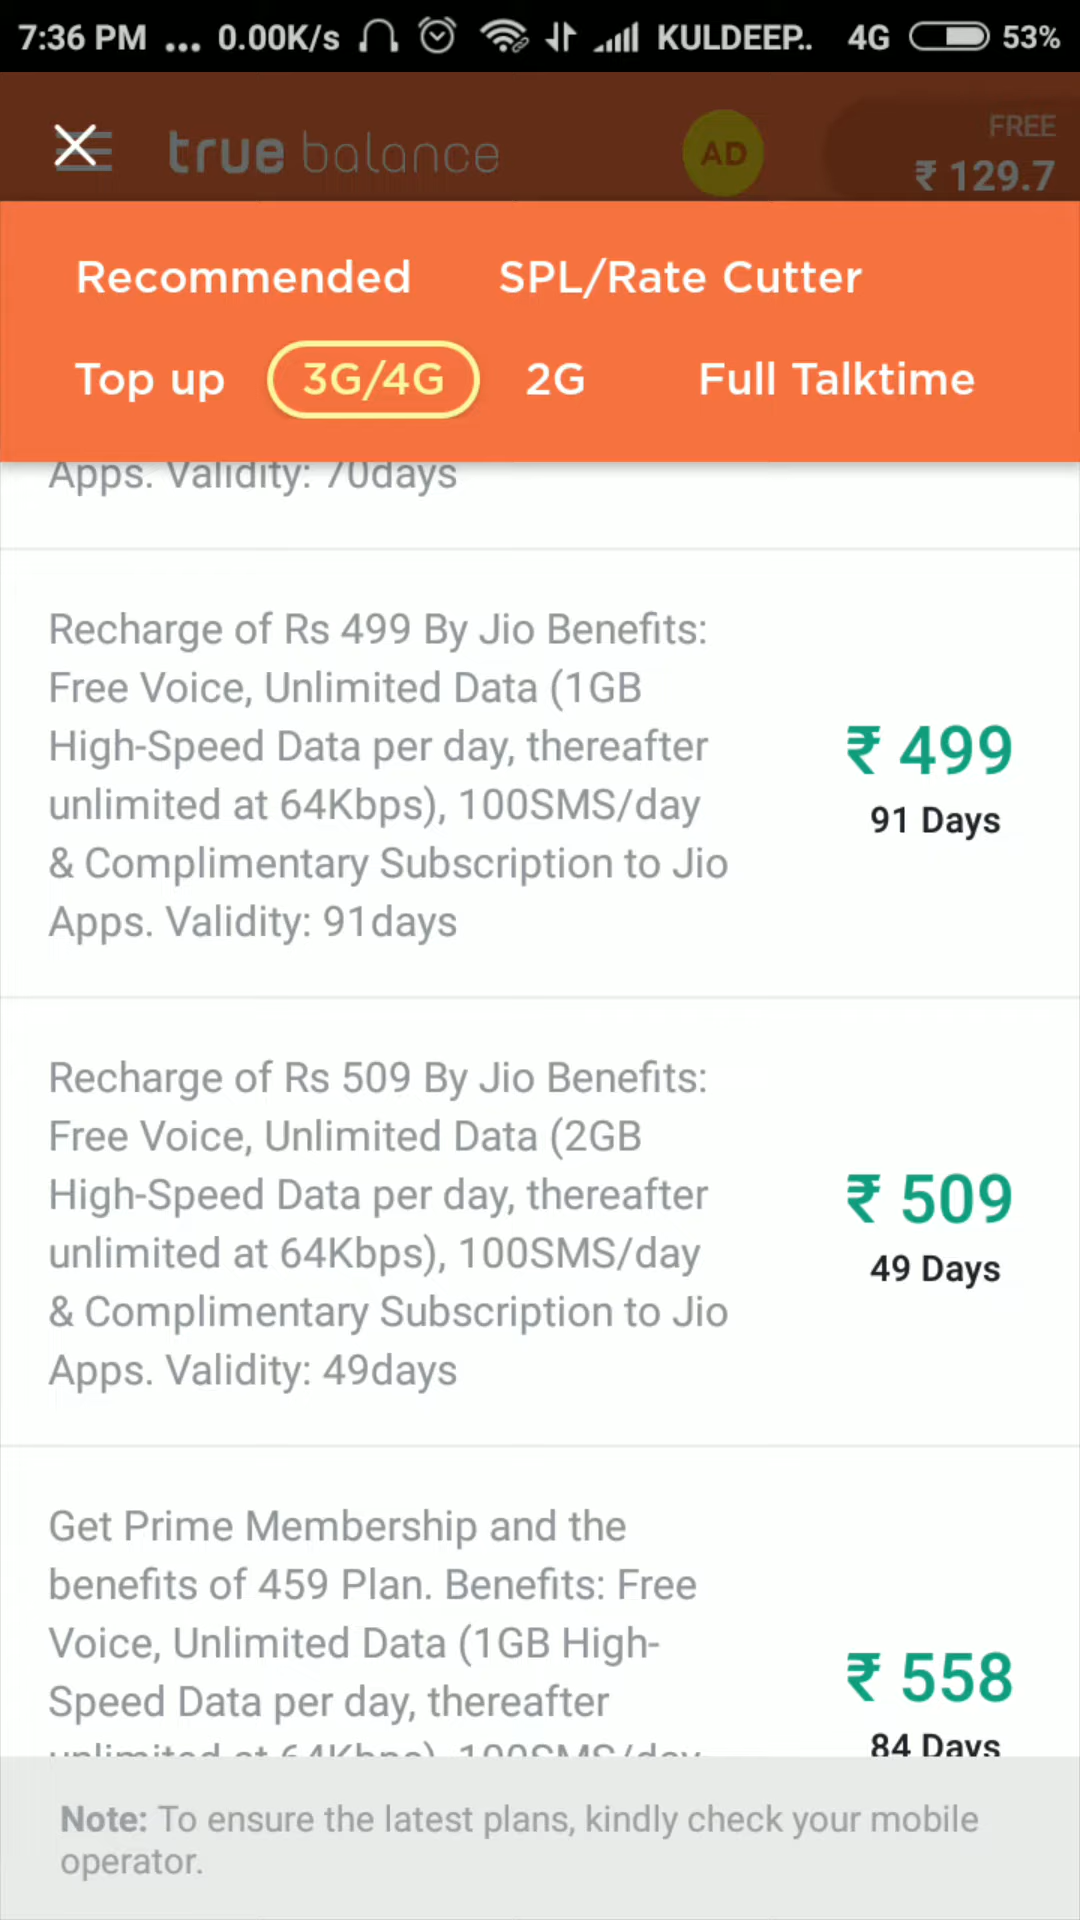 7:36 PM ... 0.00K/s KULDEEP.. 4G 53%
true balance AD FREE
₹ 129.7
Recommended SPL/Rate Cutter
Top up 3G/4G 2G Full Talktime
Apps. Validity: 70days
Recharge of Rs 499 By Jio Benefits:
Free Voice, Unlimited Data (1GB
High-Speed Data per day, thereafter
unlimited at 64Kbps), 100SMS/day
& Complimentary Subscription to Jio
Apps. Validity: 91days
₹ 499
91 Days
Recharge of Rs 509 By Jio Benefits:
Free Voice, Unlimited Data (2GB
High-Speed Data per day, thereafter
unlimited at 64Kbps), 100SMS/day
& Complimentary Subscription to Jio
Apps. Validity: 49days
₹ 509
49 Days
Get Prime Membership and the
benefits of 459 Plan. Benefits: Free
Voice, Unlimited Data (1GB High-
Speed Data per day, thereafter
unlimited at 64Kbps), 100SMS/day
₹ 558
84 Days
Note: To ensure the latest plans, kindly check your mobile
operator.